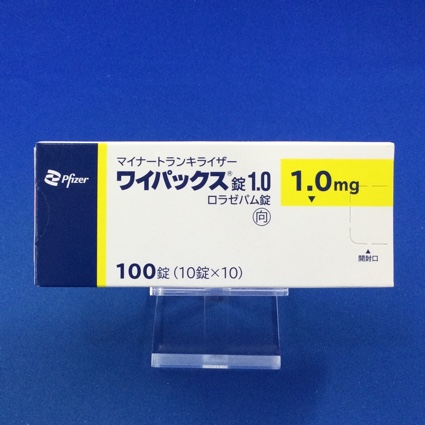 Pfizer
マイナートランキライザー
ワイパックス®錠1.0
ロラゼパム錠
向
1.0mg
▼
100錠(10錠×10)
▲
開封口